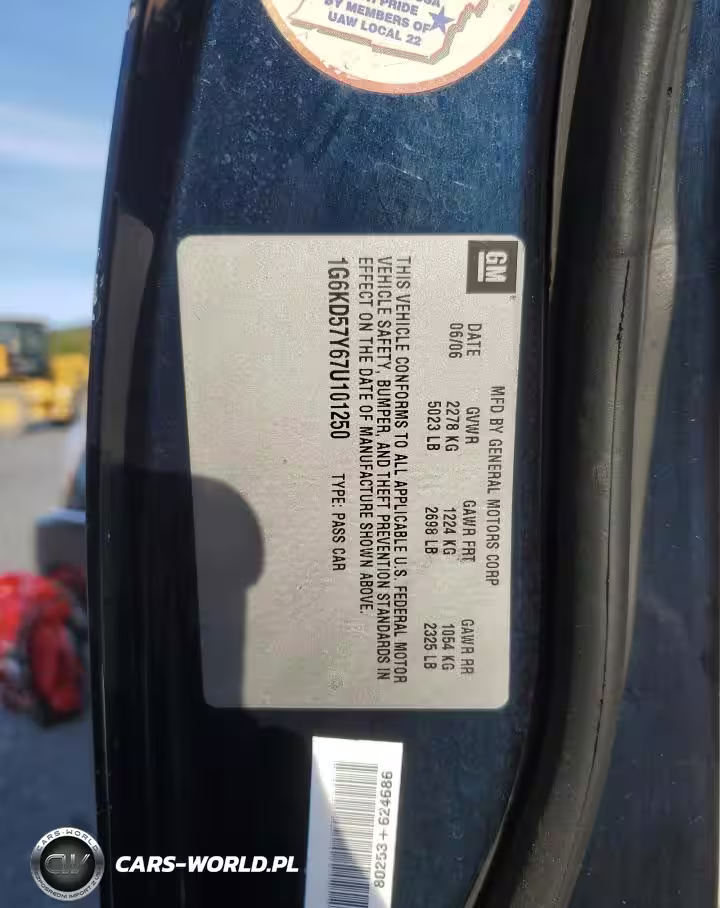 PRIDE
BY MEMBERS OF
UAW LOCAL 22
GM
MFD BY GENERAL MOTORS CORP
DATE GVWR GAWR FRT GAWR RR
06/06 2278 KG 1224 KG 1054 KG
5023 LB 2698 LB 2325 LB
THIS VEHICLE CONFORMS TO ALL APPLICABLE U.S. FEDERAL MOTOR
VEHICLE SAFETY, BUMPER, AND THEFT PREVENTION STANDARDS IN
EFFECT ON THE DATE OF MANUFACTURE SHOWN ABOVE.
1G6KD57Y67U101250 TYPE: PASS CAR
80253 + 624686
CARS-WORLD
CARS-WORLD.PL